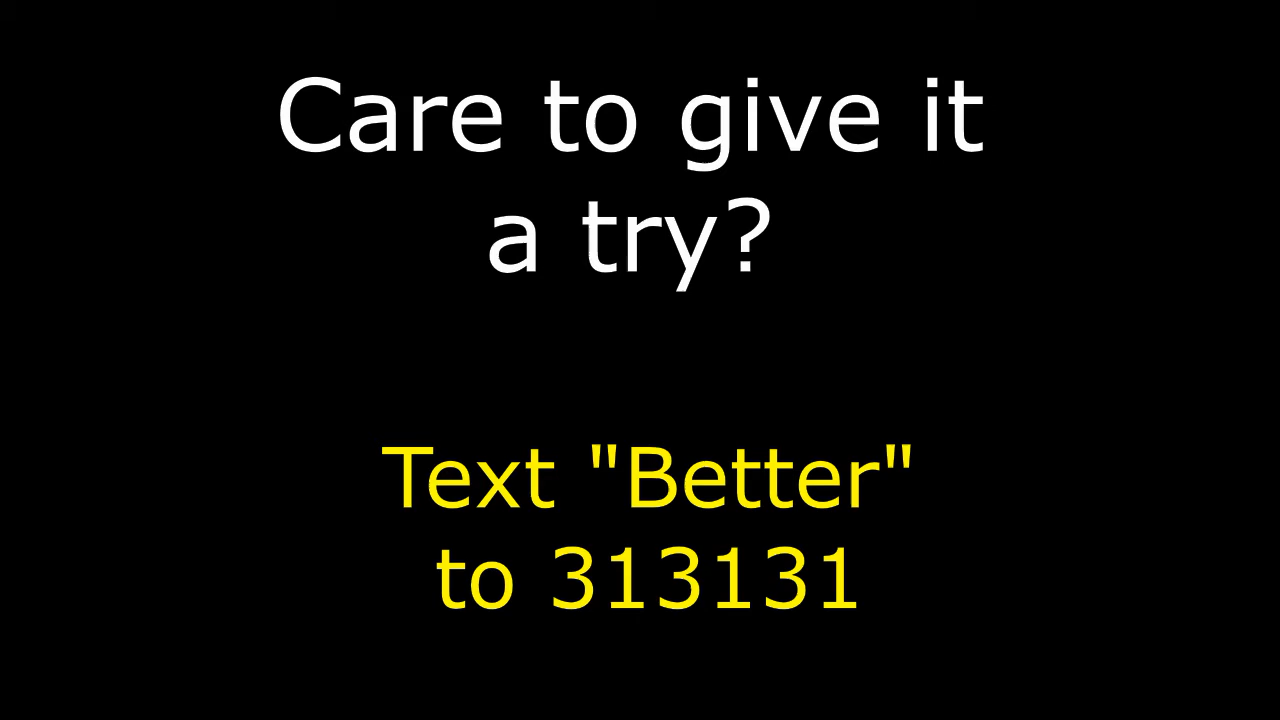 Care to give it
a try?
Text "Better"
to 313131